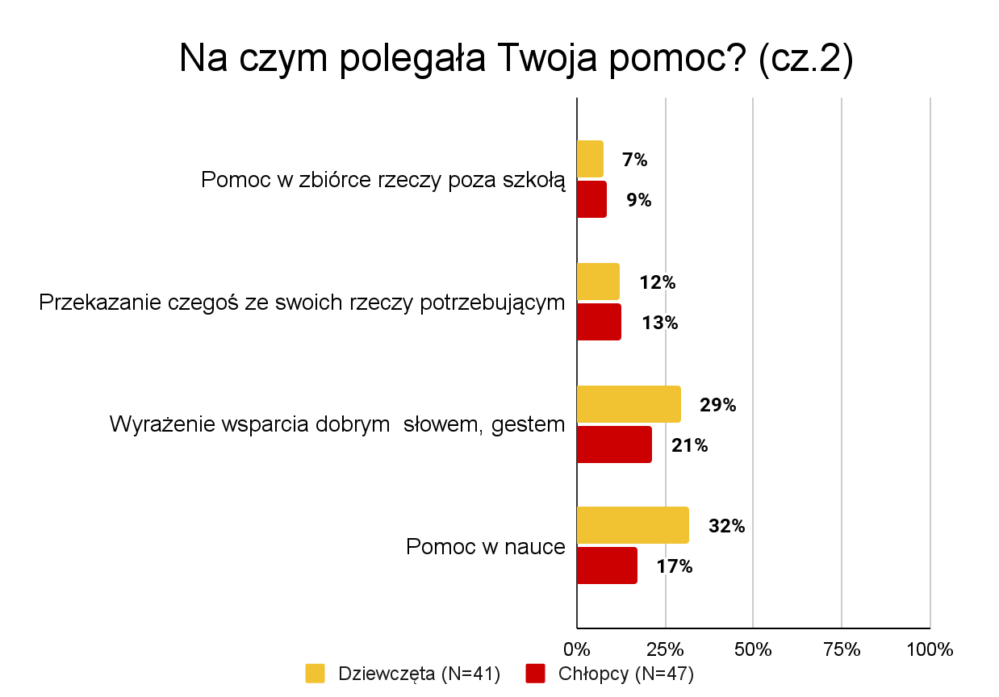 Na czym polegała Twoja pomoc? (cz.2)
Pomoc w zbiórce rzeczy poza szkołą
7%
9%
Przekazanie czegoś ze swoich rzeczy potrzebującym
12%
13%
Wyrażenie wsparcia dobrym  słowem, gestem
29%
21%
Pomoc w nauce
32%
17%
0% 25% 50% 75% 100%
Dziewczęta (N=41) Chłopcy (N=47)